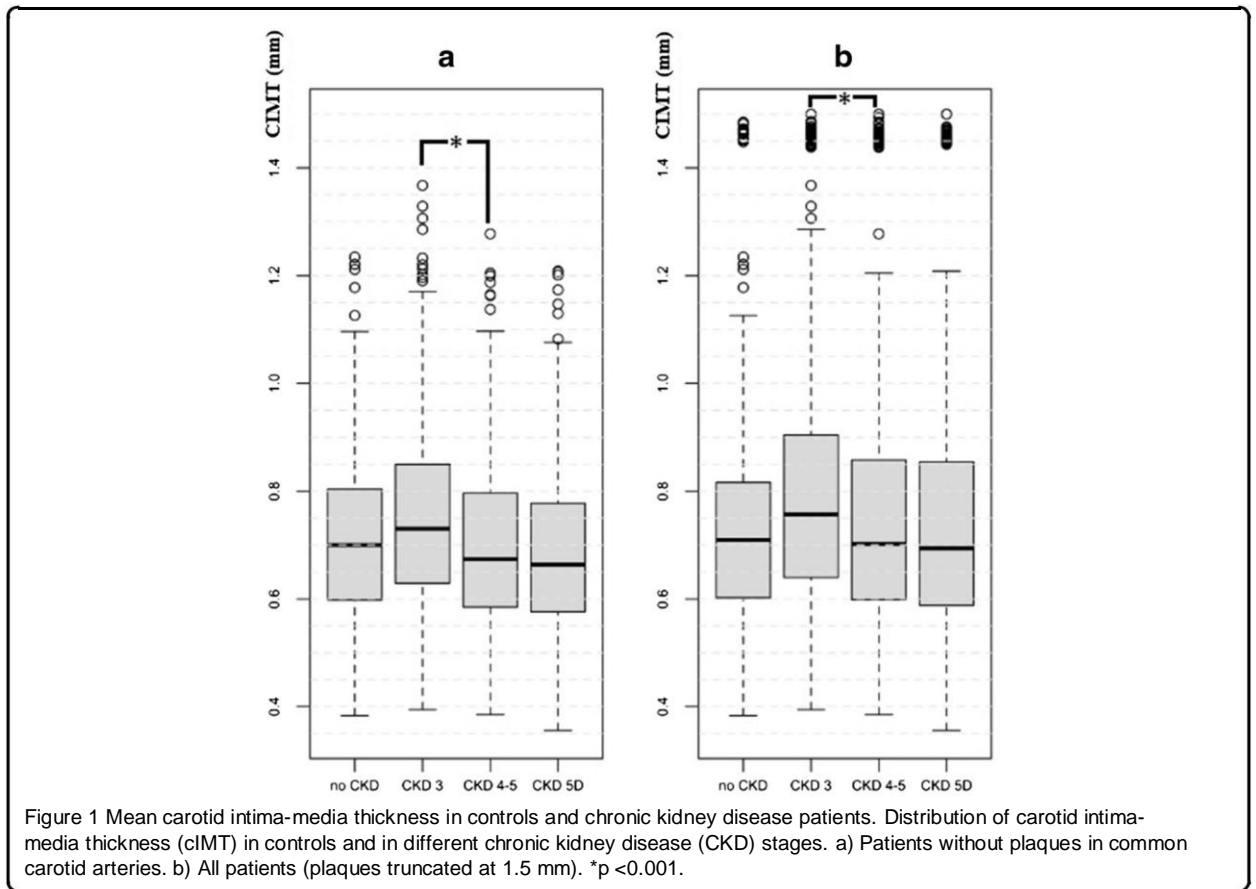 a
b
CIMT (mm)
CIMT (mm)
*
*
1.4
1.2
1.0
0.8
0.6
0.4
1.4
1.2
1.0
0.8
0.6
0.4
no CKD CKD 3 CKD 4-5 CKD 5D
no CKD CKD 3 CKD 4-5 CKD 5D
Figure 1 Mean carotid intima-media thickness in controls and chronic kidney disease patients. Distribution of carotid intima-
media thickness (cIMT) in controls and in different chronic kidney disease (CKD) stages. a) Patients without plaques in common
carotid arteries. b) All patients (plaques truncated at 1.5 mm). *p <0.001.